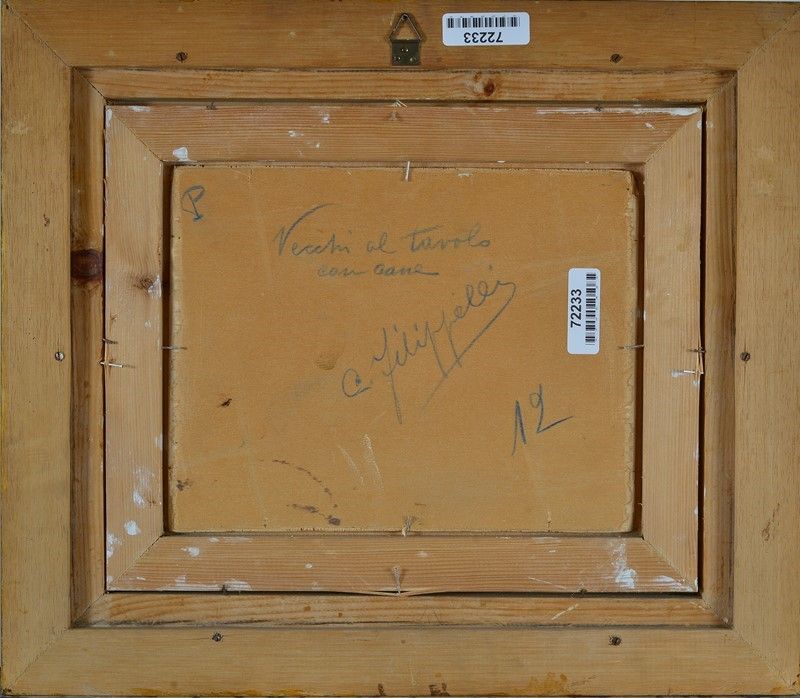 72233
P
Vecchi al tavolo
con cane
72233
C. Filippelli
12